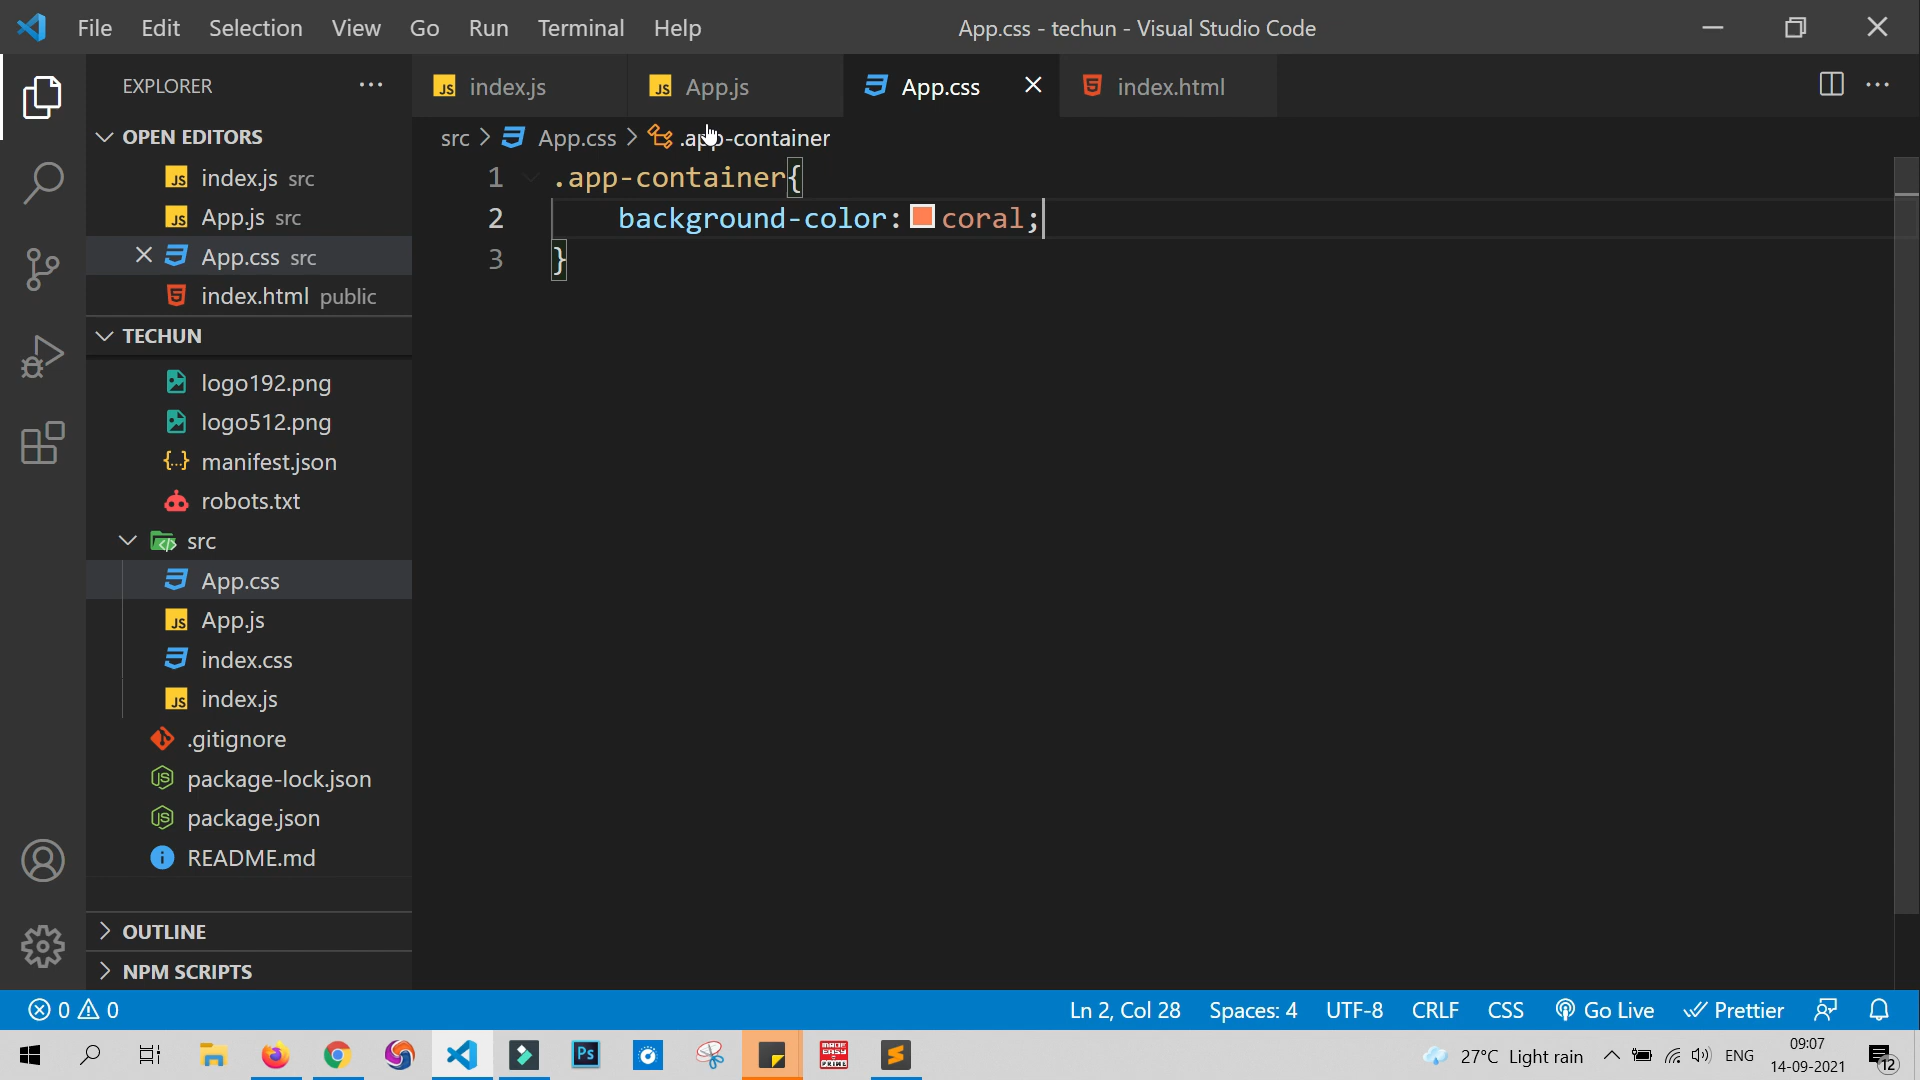 File Edit Selection View Go Run Terminal Help App.css - techun - Visual Studio Code
EXPLORER
index.js App.js App.css index.html
OPEN EDITORS
index.js src
App.js src
App.css src
index.html public
TECHUN
logo192.png
logo512.png
manifest.json
robots.txt
src
App.css
App.js
index.css
index.js
.gitignore
package-lock.json
package.json
README.md
OUTLINE
NPM SCRIPTS
src > App.css > .app-container
1 .app-container{
2 background-color: coral;
3 }
0 0 Ln 2, Col 28 Spaces: 4 UTF-8 CRLF CSS Go Live Prettier
27°C Light rain ENG
09:07
14-09-2021
12
Ps
MADE EASY PRIME